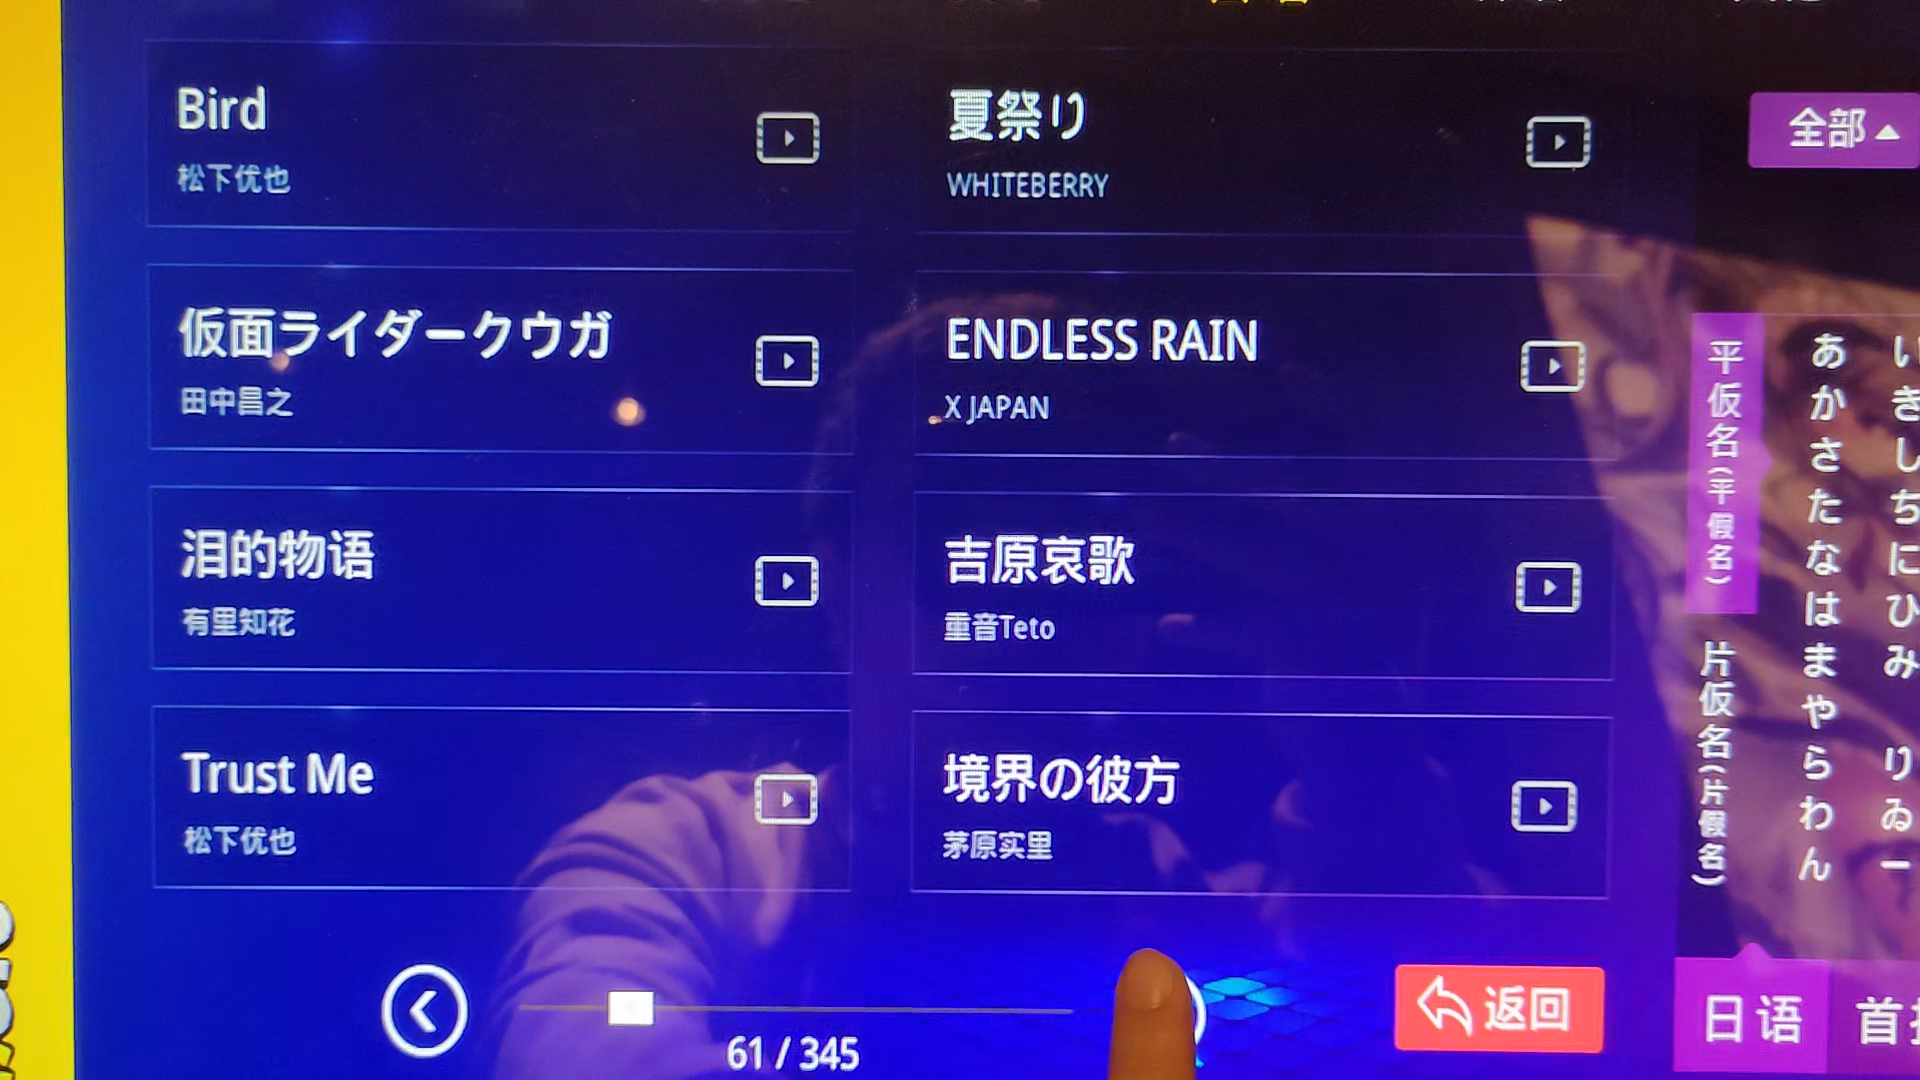 Bird
松下优也
夏祭り
WHITEBERRY
仮面ライダークウガ
田中昌之
ENDLESS RAIN
X JAPAN
泪的物语
有里知花
吉原哀歌
重音Teto
Trust Me
松下优也
境界の彼方
茅原实里
61 / 345
返回
全部
平仮名(平假名)
片仮名(片假名)
あかさたなはまやらわん
いきしちにひみ りゐー
日语
首